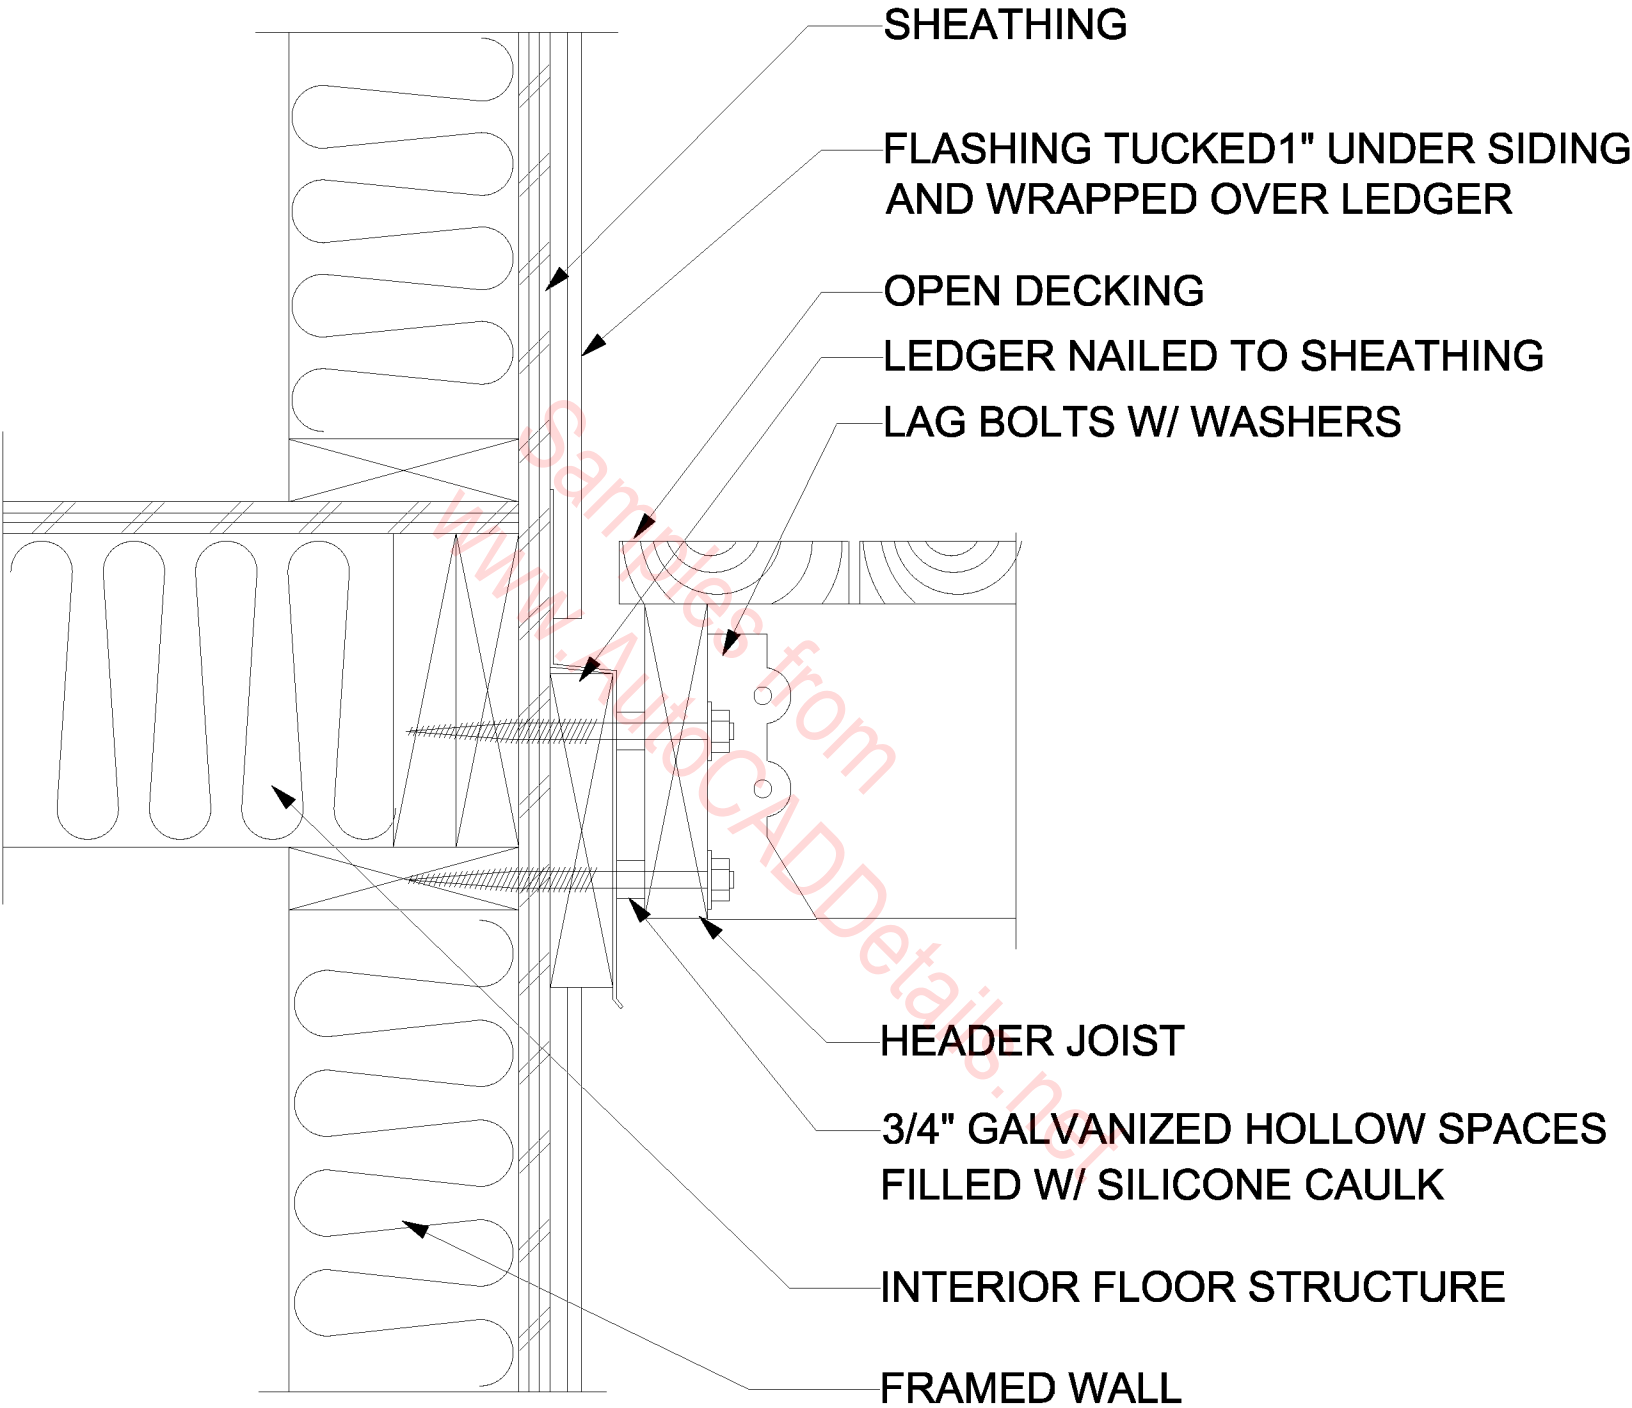 SHEATHING
FLASHING TUCKED1" UNDER SIDING
AND WRAPPED OVER LEDGER
OPEN DECKING
LEDGER NAILED TO SHEATHING
LAG BOLTS W/ WASHERS
Samples from
www.AutoCADDetails.net
HEADER JOIST
3/4" GALVANIZED HOLLOW SPACES
FILLED W/ SILICONE CAULK
INTERIOR FLOOR STRUCTURE
FRAMED WALL